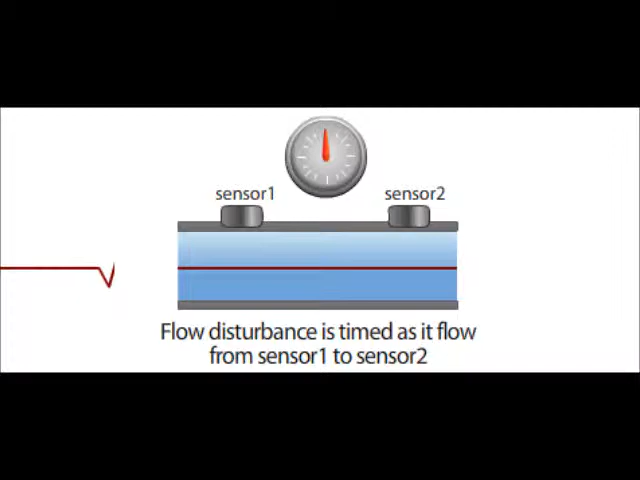 sensor1
sensor2
Flow disturbance is timed as it flow
from sensor1 to sensor2